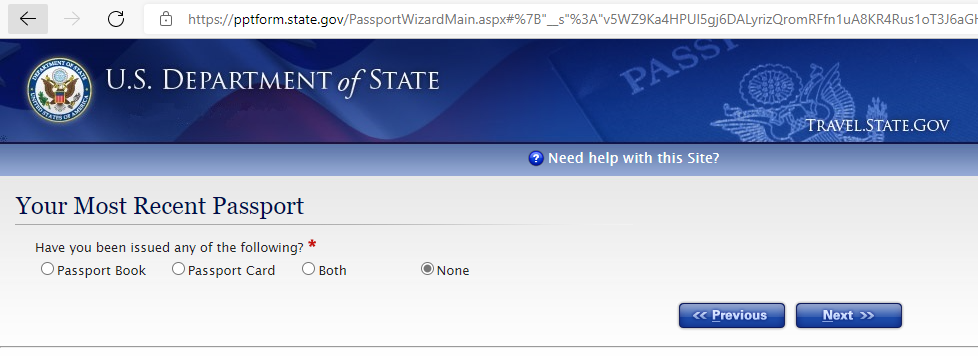 https://pptform.state.gov/PassportWizardMain.aspx#%7B"__s"%3A"v5WZ9Ka4HPUI5gj6DALyrizQromRFfn1uA8KR4Rus1oT3J6aGH
U.S. DEPARTMENT of STATE
PASS
TRAVEL.STATE.GOV
? Need help with this Site?
Your Most Recent Passport
Have you been issued any of the following? *
Passport Book Passport Card Both None
<< Previous Next >>